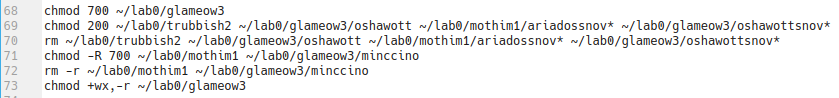 68 chmod 700 ~/lab0/glameow3
69 chmod 200 ~/lab0/trubbish2 ~/lab0/glameow3/oshawott ~/lab0/mothim1/ariadossnov* ~/lab0/glameow3/oshawottsnov*
70 rm ~/lab0/trubbish2 ~/lab0/glameow3/oshawott ~/lab0/mothim1/ariadossnov* ~/lab0/glameow3/oshawottsnov*
71 chmod -R 700 ~/lab0/mothim1 ~/lab0/glameow3/minccino
72 rm -r ~/lab0/mothim1 ~/lab0/glameow3/minccino
73 chmod +wx,-r ~/lab0/glameow3